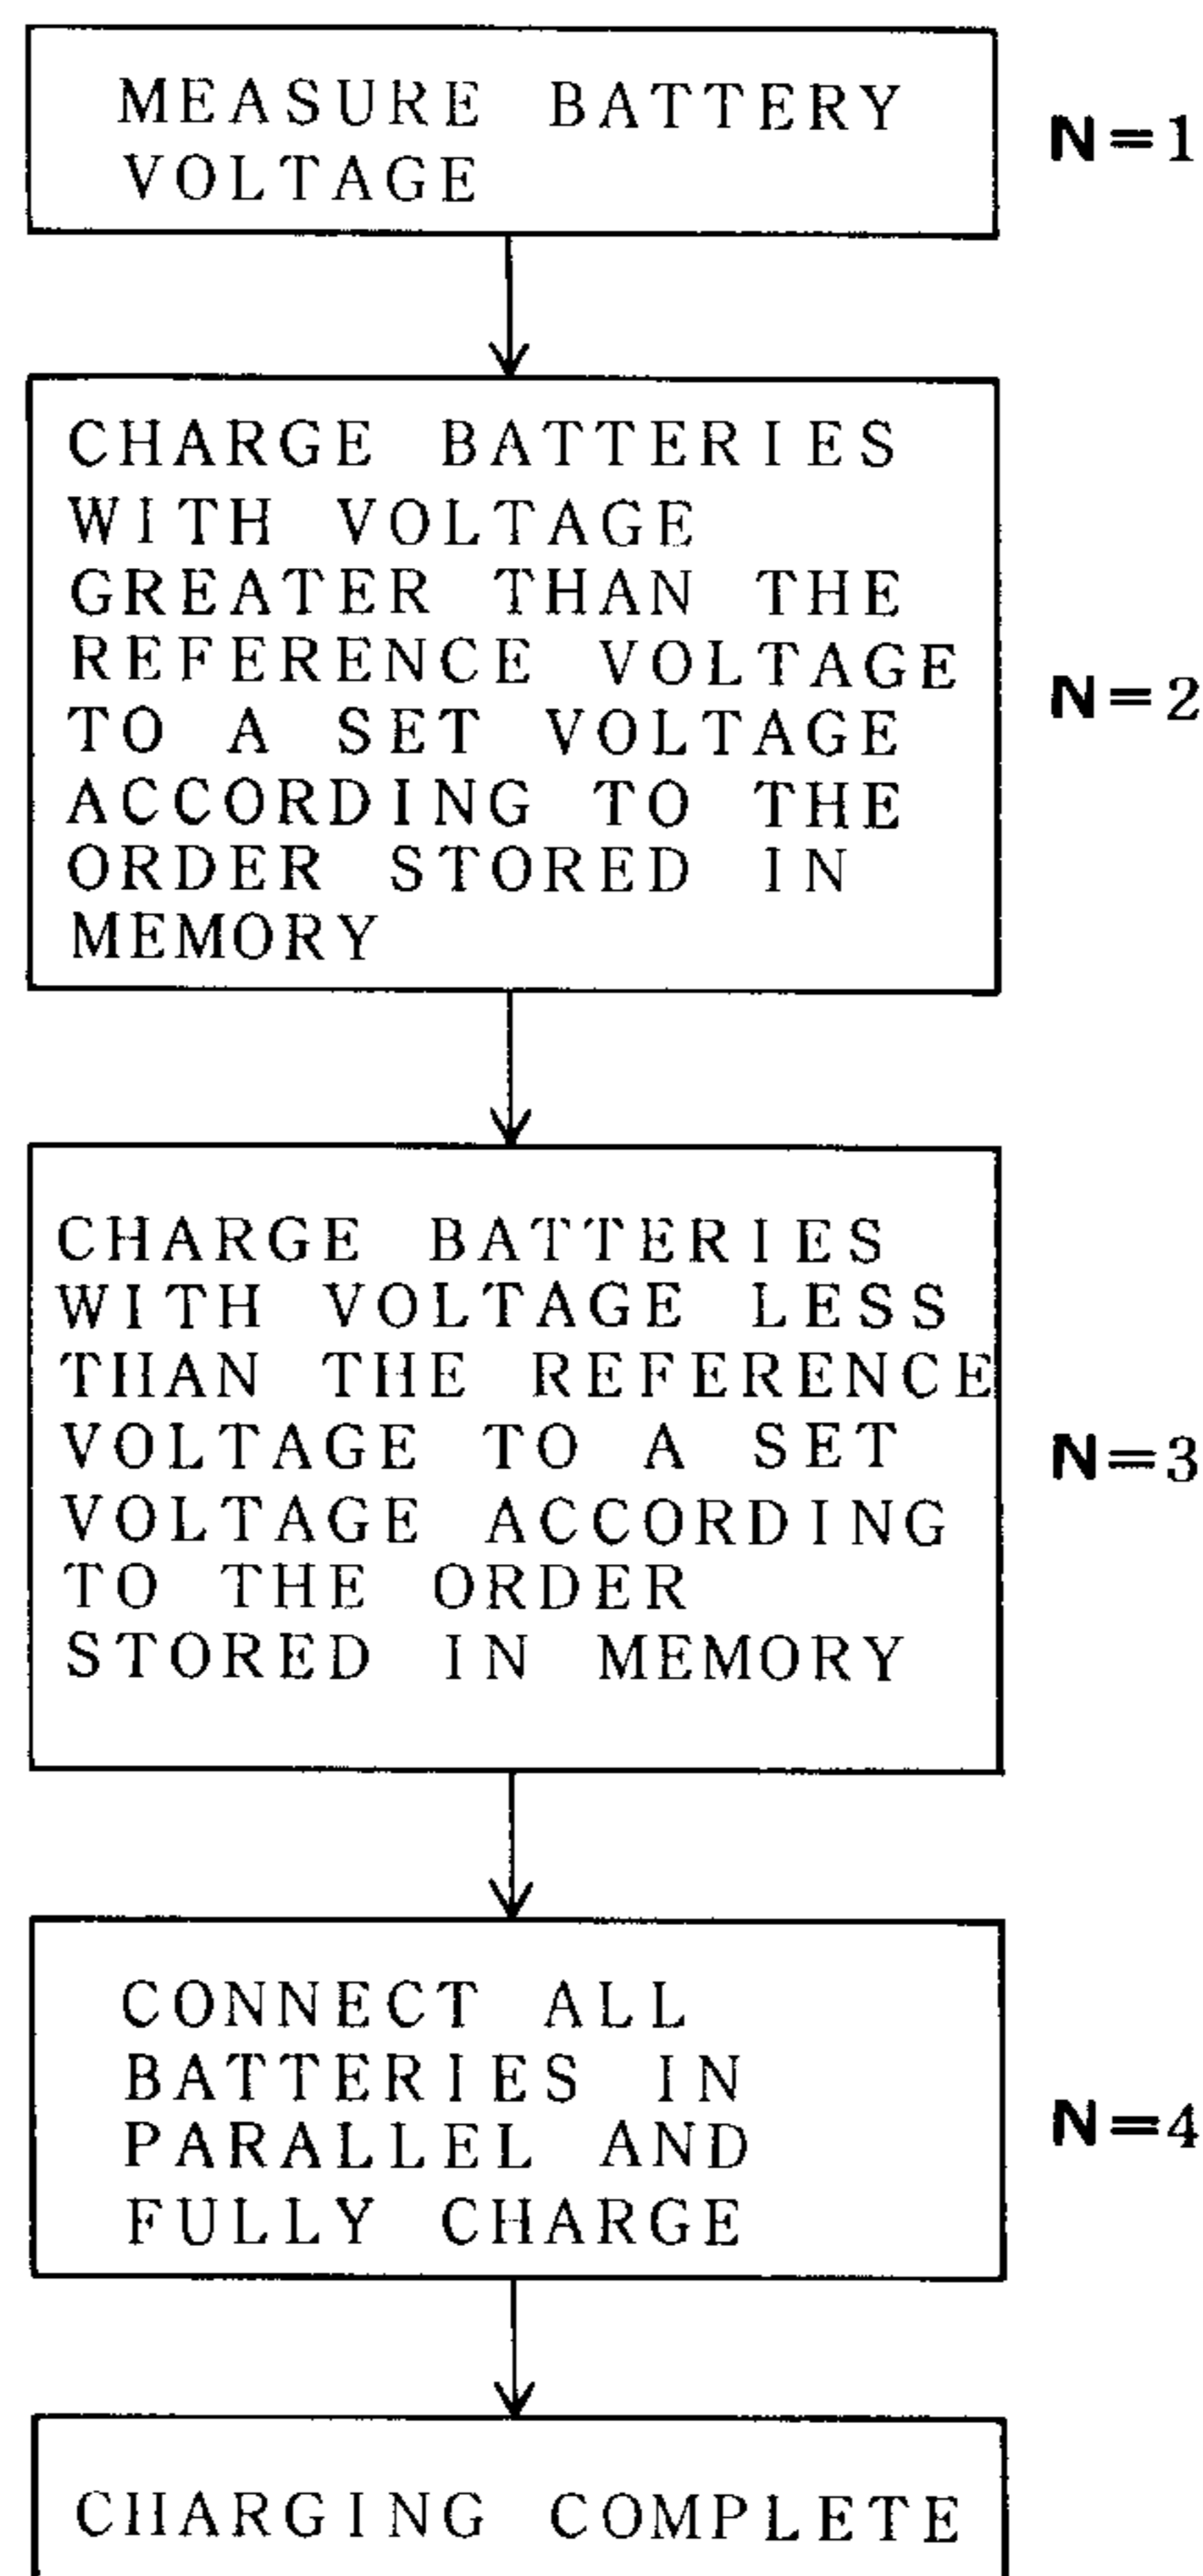 MEASURE BATTERY
VOLTAGE
N=1
CHARGE BATTERIES
WITH VOLTAGE
GREATER THAN THE
REFERENCE VOLTAGE
TO A SET VOLTAGE
ACCORDING TO THE
ORDER STORED IN
MEMORY
N=2
CHARGE BATTERIES
WITH VOLTAGE LESS
THAN THE REFERENCE
VOLTAGE TO A SET
VOLTAGE ACCORDING
TO THE ORDER
STORED IN MEMORY
N=3
CONNECT ALL
BATTERIES IN
PARALLEL AND
FULLY CHARGE
N=4
CHARGING COMPLETE